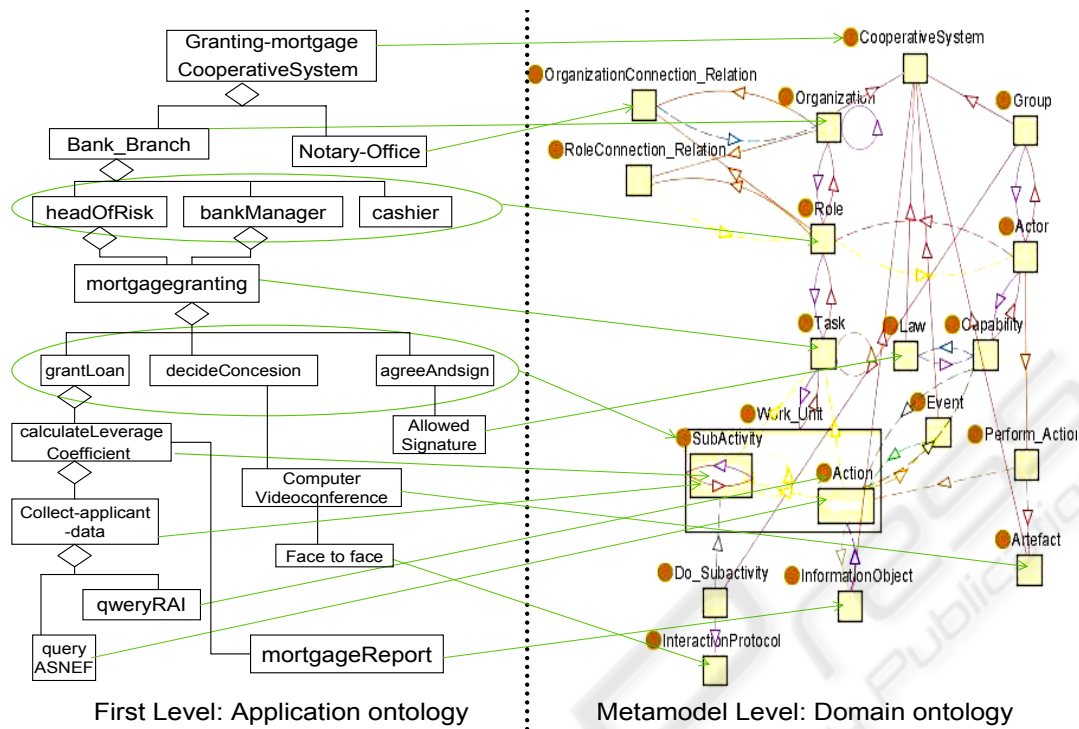 Granting-mortgage
CooperativeSystem
Bank_Branch
Notary-Office
headOfRisk
bankManager
cashier
mortgagegranting
grantLoan
decideConcesion
agreeAndsign
Allowed
Signature
calculateLeverage
Coefficient
Computer
Videoconference
Collect-applicant
-data
Face to face
qweryRAI
query
ASNEF
mortgageReport
First Level: Application ontology
CooperativeSystem
OrganizationConnection_Relation
Organization
Group
RoleConnection_Relation
Role
Actor
Task
Law
Capability
Work_Unit
Event
SubActivity
Action
Perform_Action
Artefact
Do_Subactivity
InformationObject
InteractionProtocol
Metamodel Level: Domain ontology